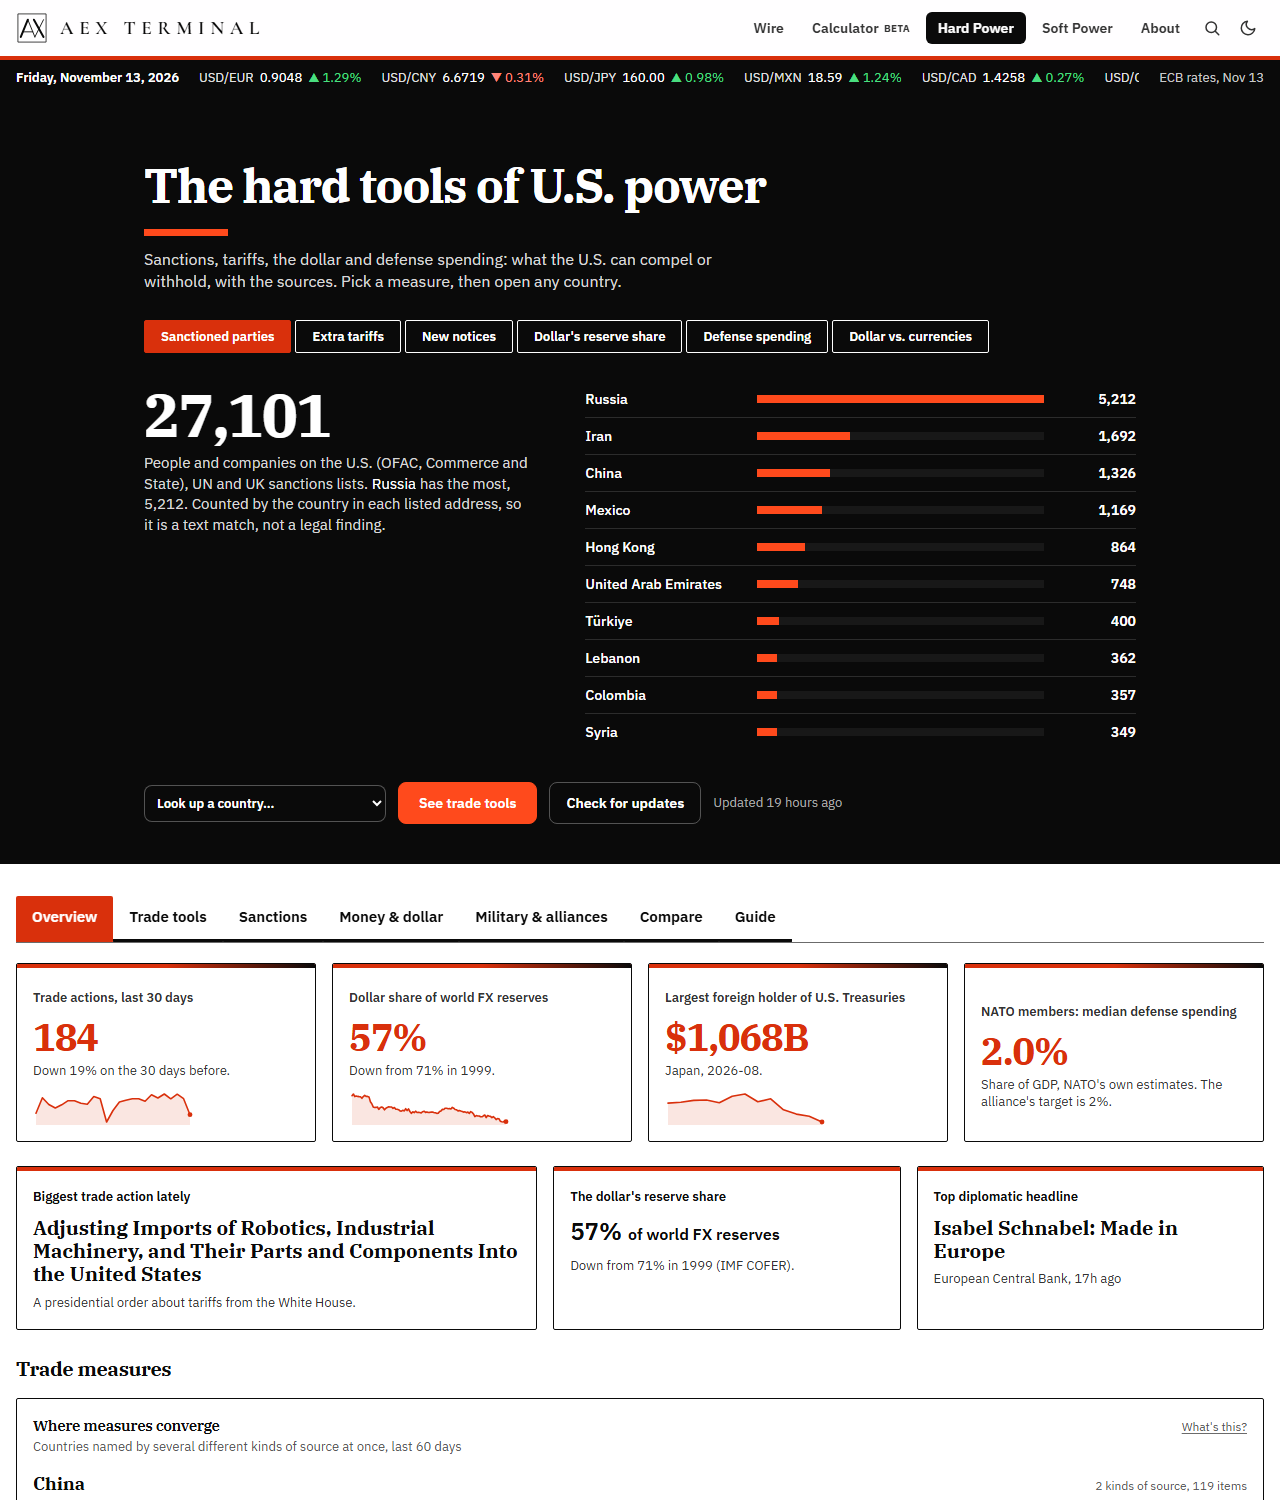 AEX TERMINAL
Wire
Calculator BETA
Hard Power
Soft Power
About
Friday, November 13, 2026 USD/EUR 0.9048 ▲ 1.29% USD/CNY 6.6719 ▼ 0.31% USD/JPY 160.00 ▲ 0.98% USD/MXN 18.59 ▲ 1.24% USD/CAD 1.4258 ▲ 0.27% ECB rates, Nov 13
The hard tools of U.S. power
Sanctions, tariffs, the dollar and defense spending: what the U.S. can compel or
withhold, with the sources. Pick a measure, then open any country.
Sanctioned parties
Extra tariffs
New notices
Dollar's reserve share
Defense spending
Dollar vs. currencies
27,101
People and companies on the U.S. (OFAC, Commerce and
State), UN and UK sanctions lists. Russia has the most,
5,212. Counted by the country in each listed address, so
it is a text match, not a legal finding.
Russia 5,212
Iran 1,692
China 1,326
Mexico 1,169
Hong Kong 864
United Arab Emirates 748
Türkiye 400
Lebanon 362
Colombia 357
Syria 349
Look up a country...
See trade tools
Check for updates
Updated 19 hours ago
Overview
Trade tools
Sanctions
Money & dollar
Military & alliances
Compare
Guide
Trade actions, last 30 days
184
Down 19% on the 30 days before.
Dollar share of world FX reserves
57%
Down from 71% in 1999.
Largest foreign holder of U.S. Treasuries
$1,068B
Japan, 2026-08.
NATO members: median defense spending
2.0%
Share of GDP, NATO's own estimates. The
alliance's target is 2%.
Biggest trade action lately
Adjusting Imports of Robotics, Industrial
Machinery, and Their Parts and Components Into
the United States
A presidential order about tariffs from the White House.
The dollar's reserve share
57% of world FX reserves
Down from 71% in 1999 (IMF COFER).
Top diplomatic headline
Isabel Schnabel: Made in
Europe
European Central Bank, 17h ago
Trade measures
Where measures converge
What's this?
Countries named by several different kinds of source at once, last 60 days
China
2 kinds of source, 119 items